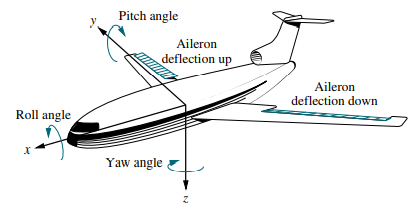 y
Pitch angle
Aileron
deflection up
Aileron
deflection down
Roll angle
x
Yaw angle
z